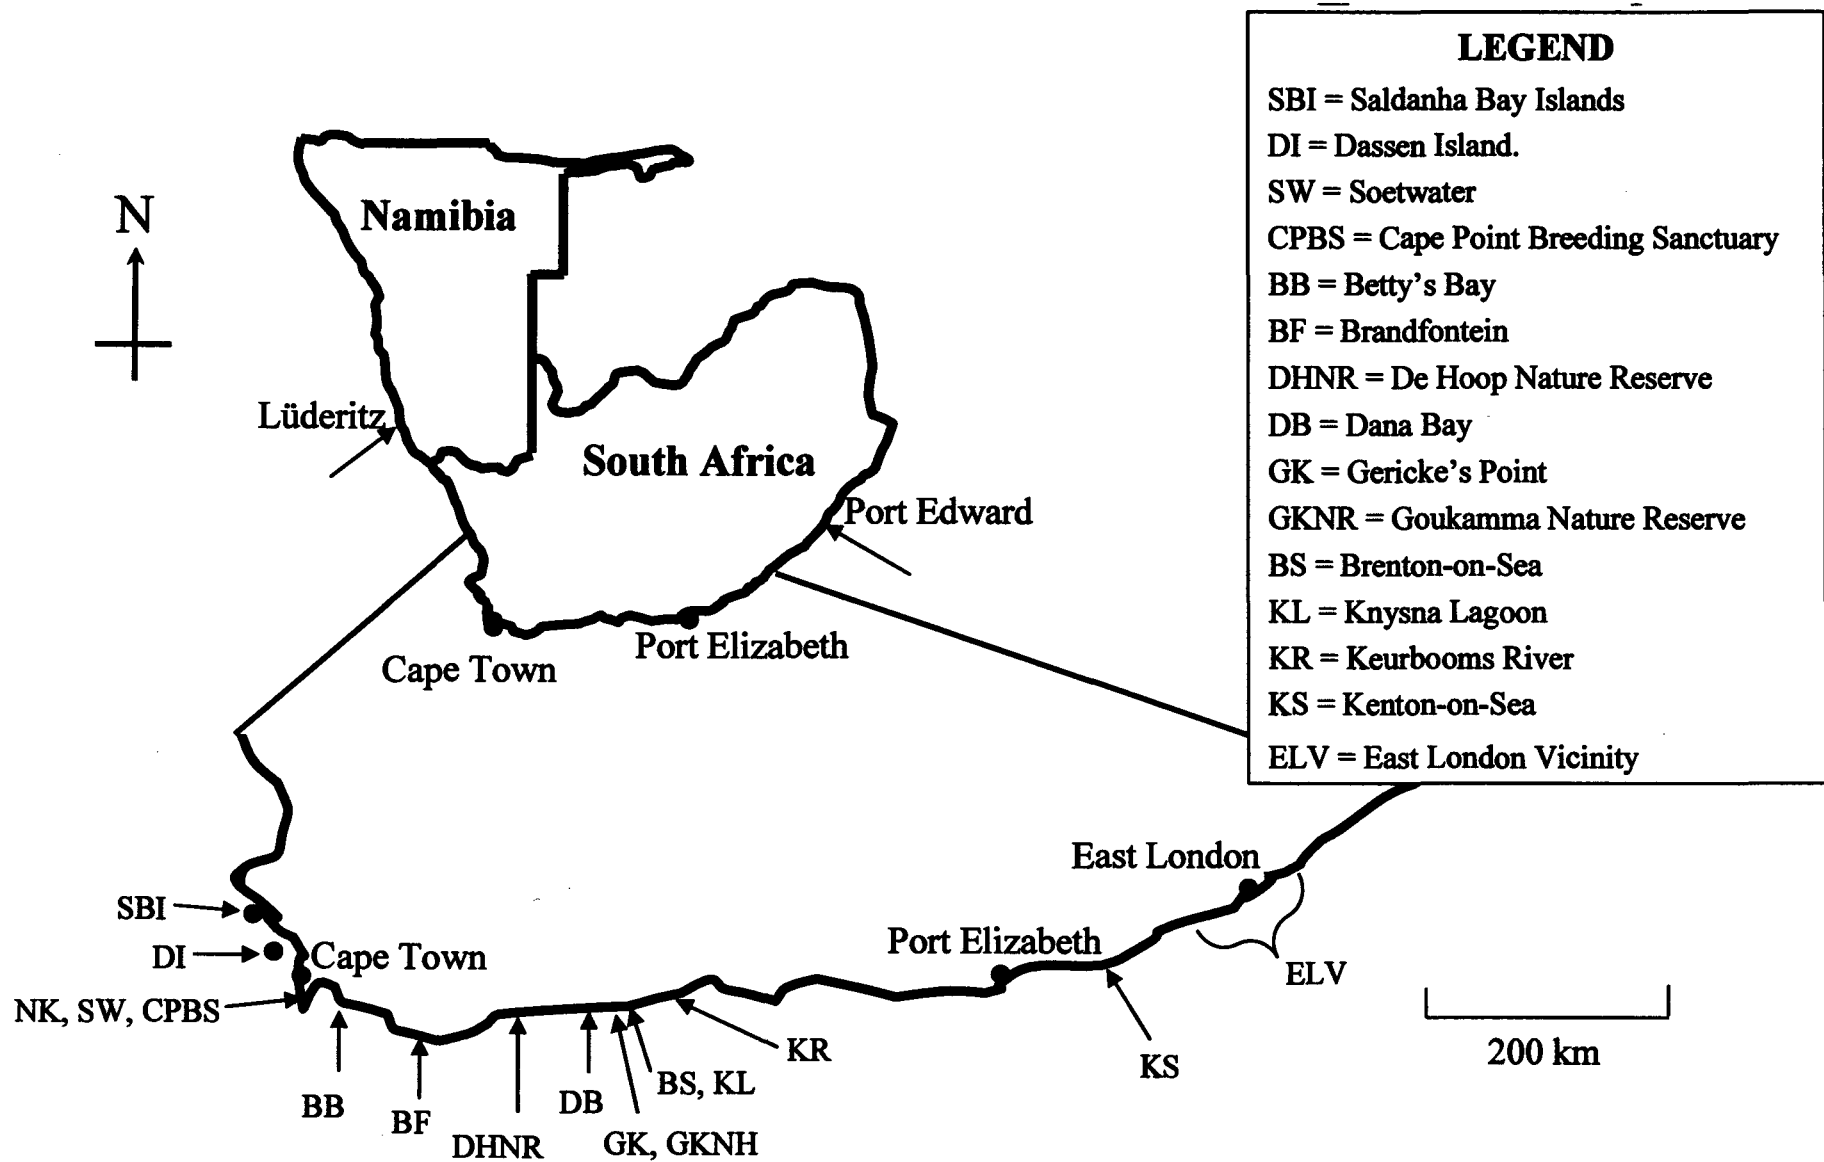 LEGEND
SBI = Saldanha Bay Islands
DI = Dassen Island.
SW = Soetwater
CPBS = Cape Point Breeding Sanctuary
BB = Betty's Bay
BF = Brandfontein
DHNR = De Hoop Nature Reserve
DB = Dana Bay
GK = Gericke's Point
GKNR = Goukamma Nature Reserve
BS = Brenton-on-Sea
KL = Knysna Lagoon
KR = Keurbooms River
KS = Kenton-on-Sea
ELV = East London Vicinity
N
Namibia
Lüderitz
South Africa
Port Edward
Port Elizabeth
Cape Town
East London
SBI
Port Elizabeth
DI
Cape Town
ELV
NK, SW, CPBS
KR
200 km
KS
BS, KL
BB
DB
BF
DHNR
GK, GKNH